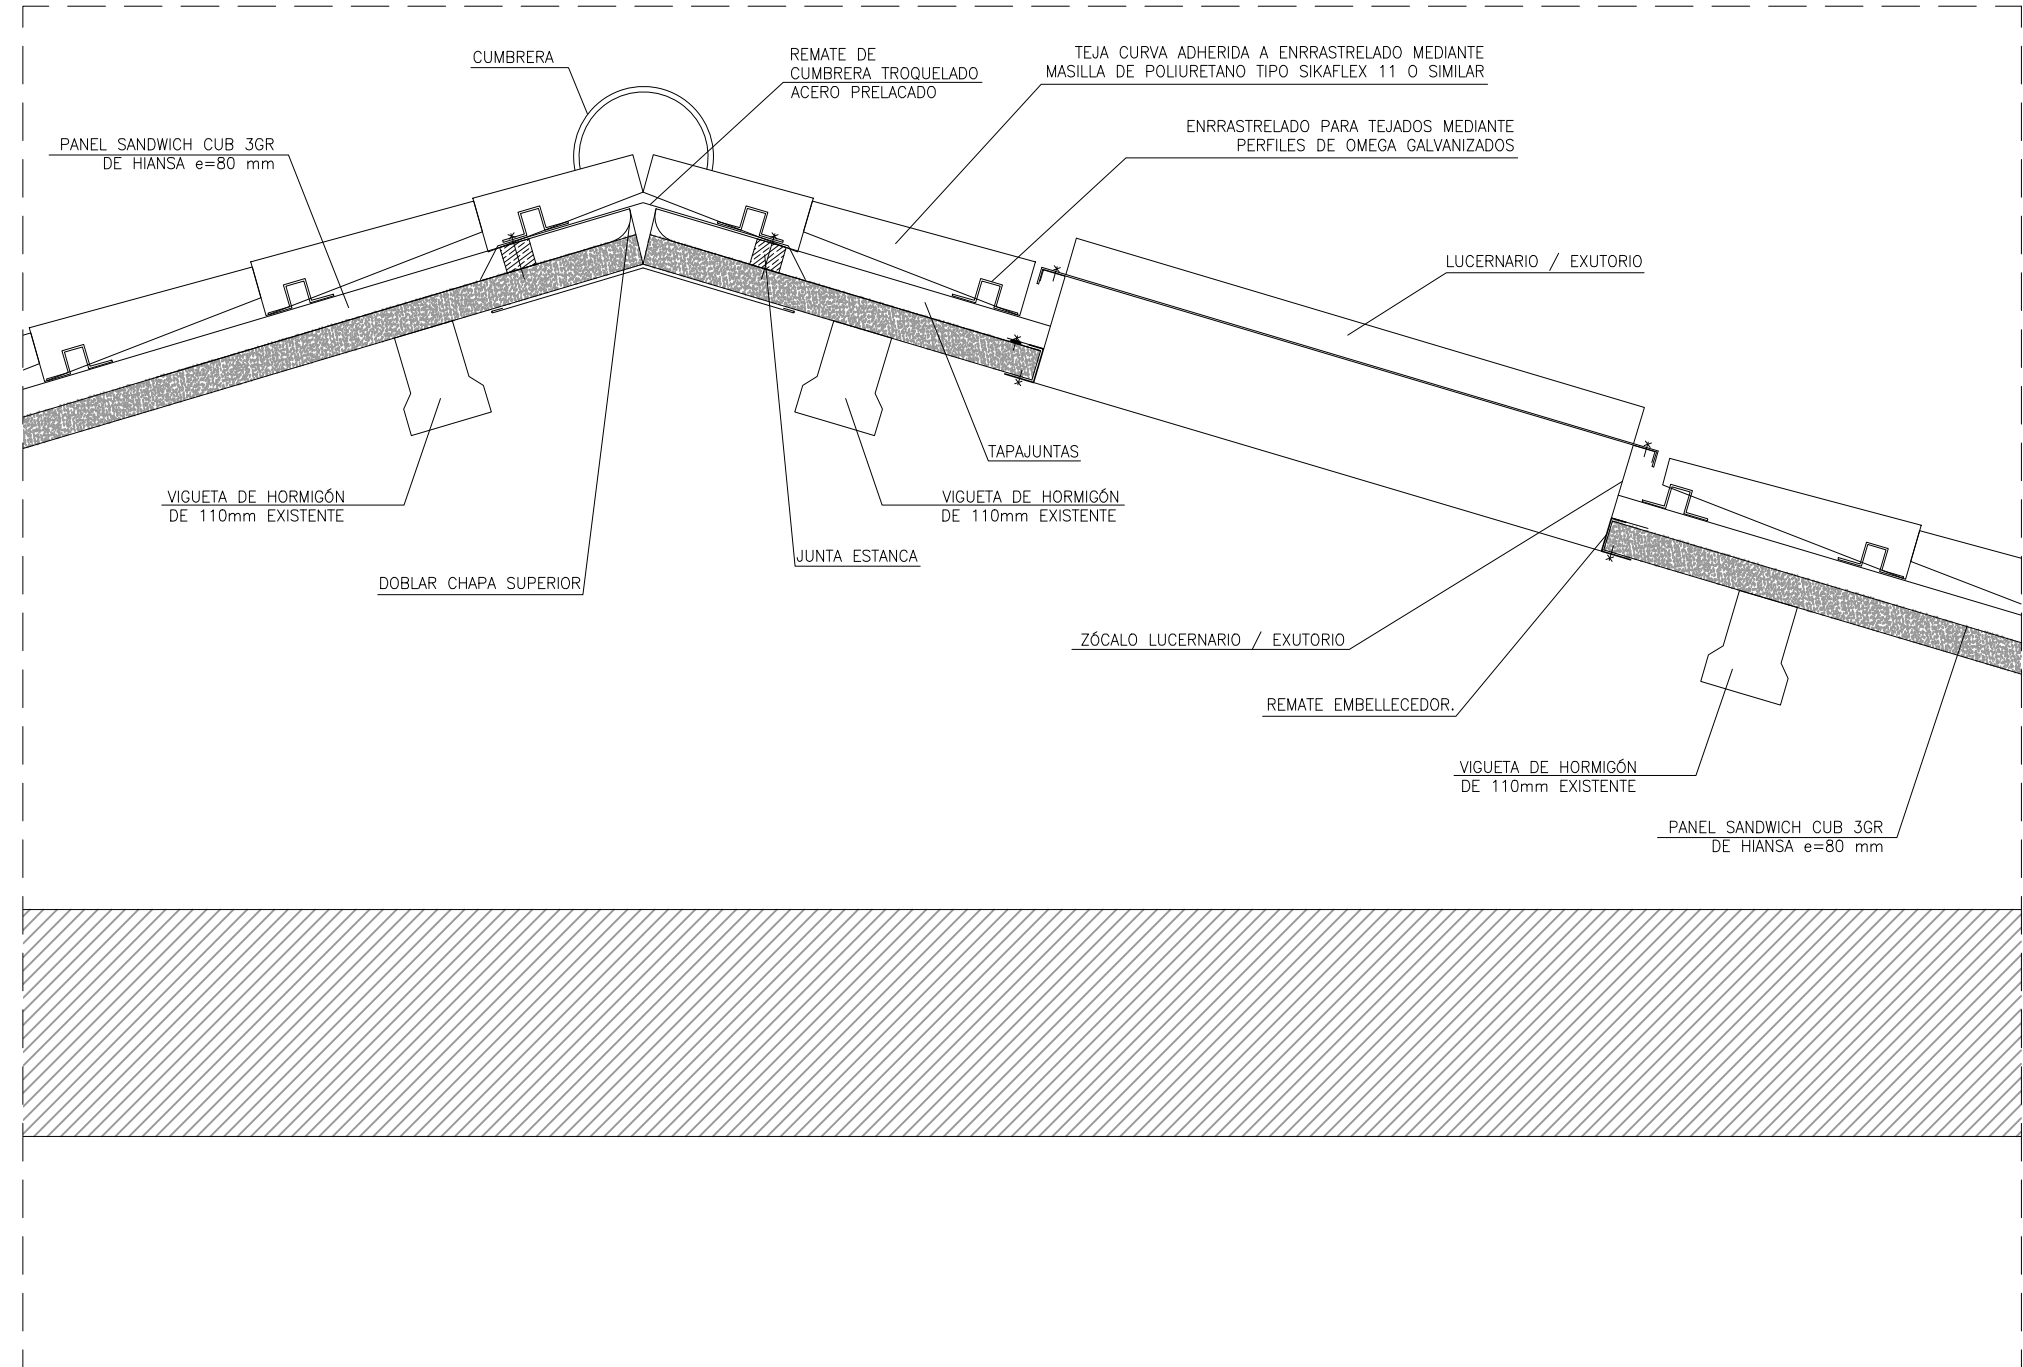 CUMBRERA
REMATE DE
CUMBRERA TROQUELADO
ACERO PRELACADO
TEJA CURVA ADHERIDA A ENRRASTRELADO MEDIANTE
MASILLA DE POLIURETANO TIPO SIKAFLEX 11 O SIMILAR
ENRRASTRELADO PARA TEJADOS MEDIANTE
PERFILES DE OMEGA GALVANIZADOS
PANEL SANDWICH CUB 3GR
DE HIANSA e=80 mm
LUCERNARIO / EXUTORIO
TAPAJUNTAS
VIGUETA DE HORMIGÓN
DE 110mm EXISTENTE
VIGUETA DE HORMIGÓN
DE 110mm EXISTENTE
JUNTA ESTANCA
DOBLAR CHAPA SUPERIOR
ZÓCALO LUCERNARIO / EXUTORIO
REMATE EMBELLECEDOR.
VIGUETA DE HORMIGÓN
DE 110mm EXISTENTE
PANEL SANDWICH CUB 3GR
DE HIANSA e=80 mm